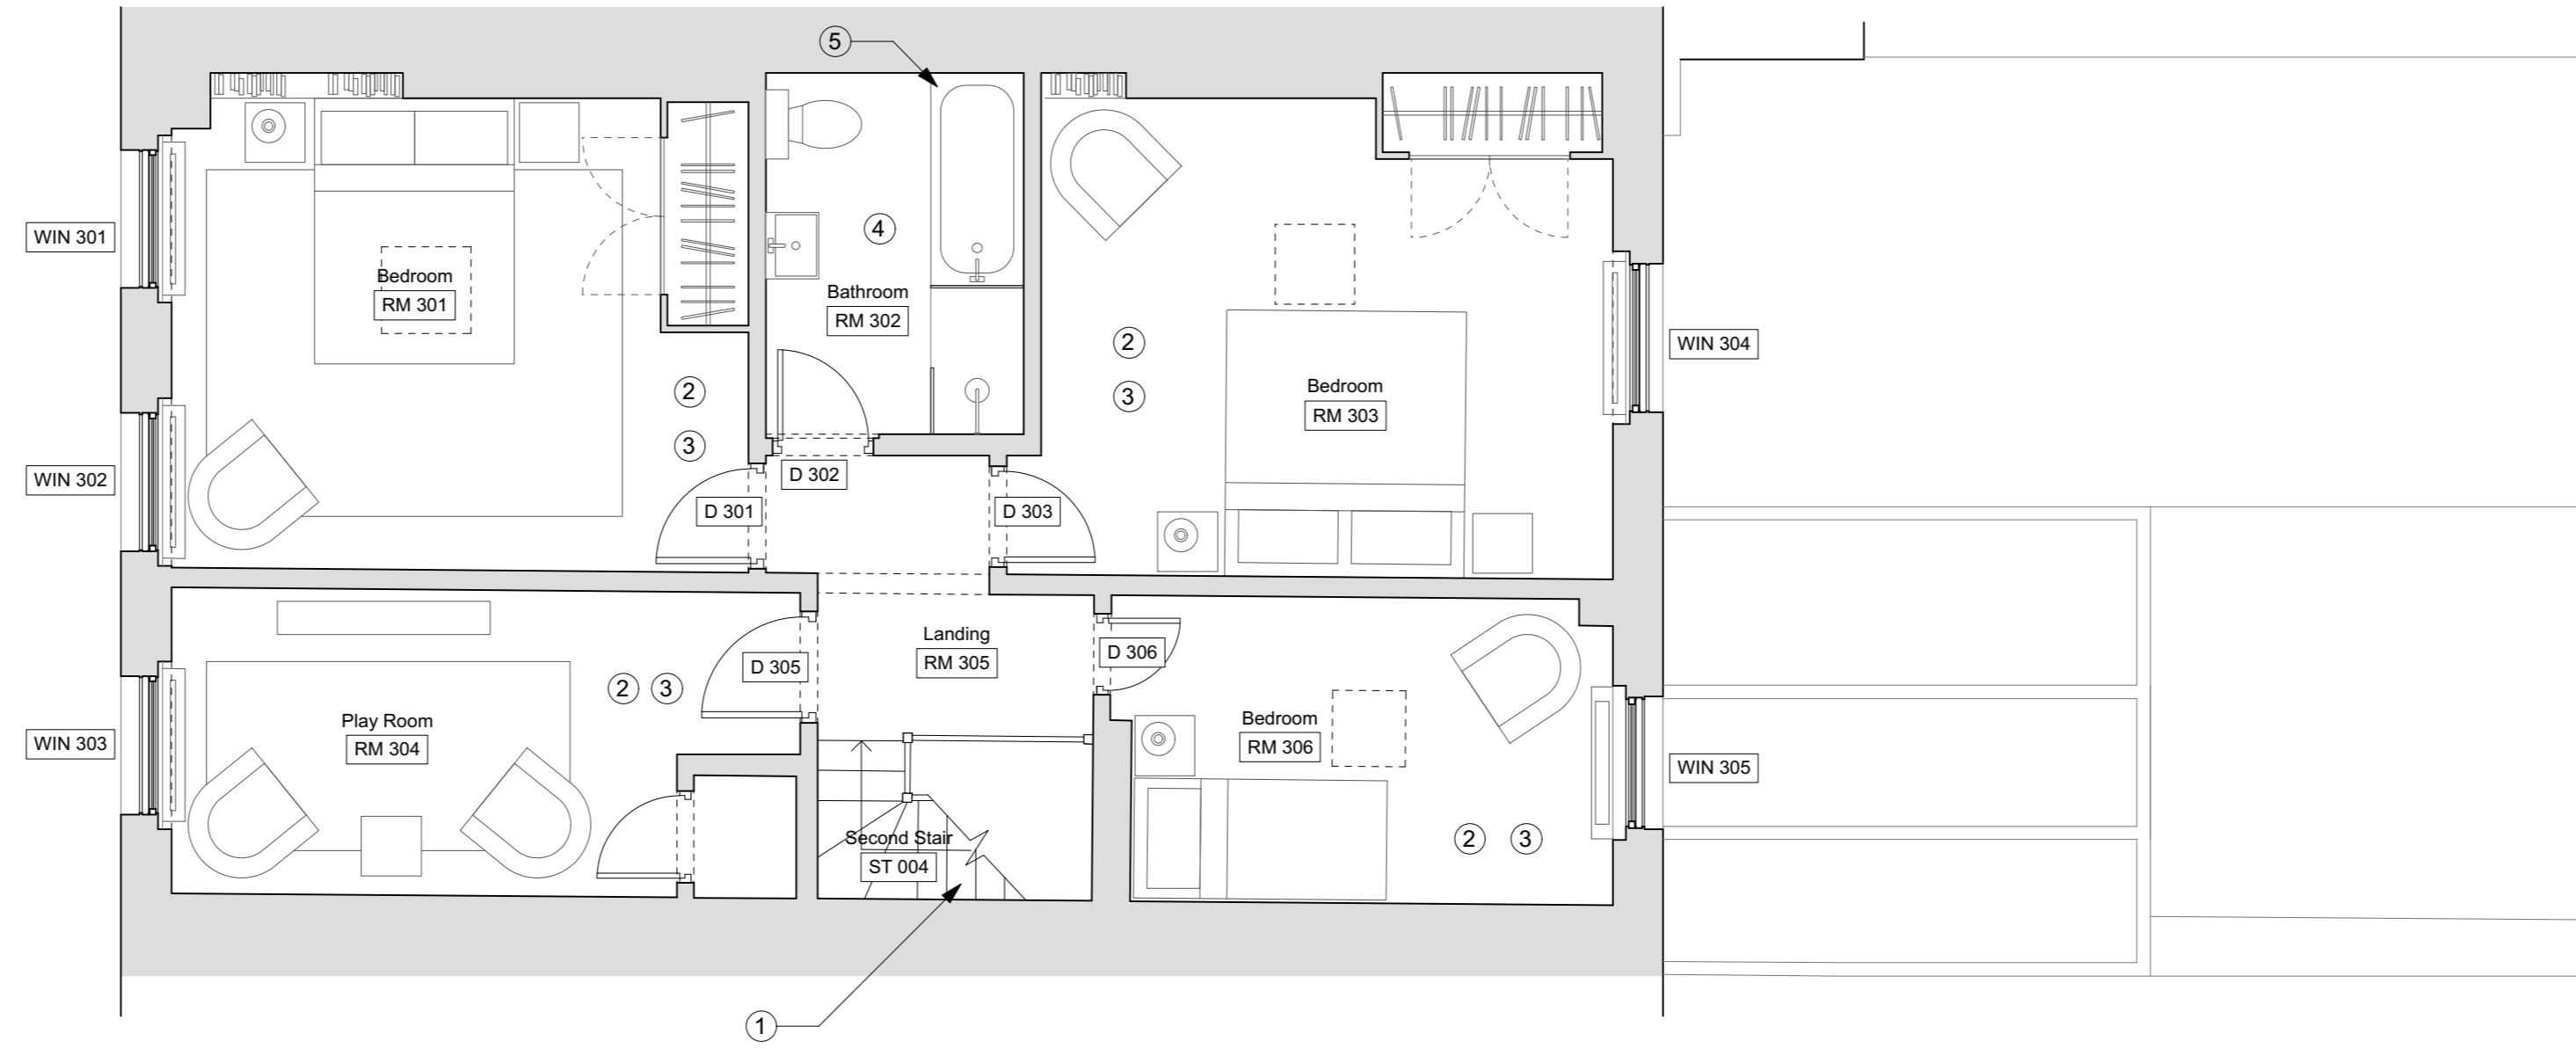 5
WIN 301
Bedroom
RM 301
4
Bathroom
RM 302
2
3
2
3
Bedroom
RM 303
WIN 304
WIN 302
D 301
D 302
D 303
Landing
RM 305
D 305
D 306
2 3
Play Room
RM 304
WIN 303
Bedroom
RM 306
WIN 305
2 3
Second Stair
ST 004
1